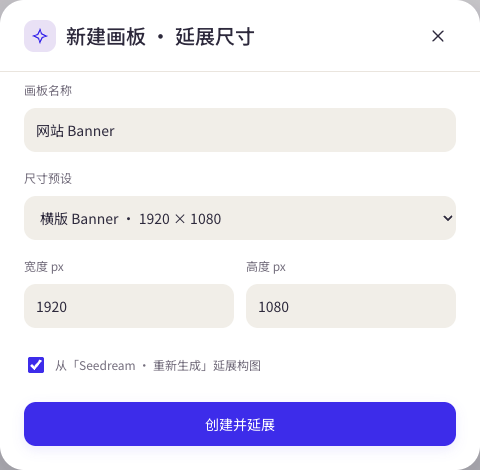 新建画板 · 延展尺寸
画板名称
网站 Banner
尺寸预设
横版 Banner · 1920 × 1080
宽度 px
高度 px
1920
1080
从「Seedream · 重新生成」延展构图
创建并延展